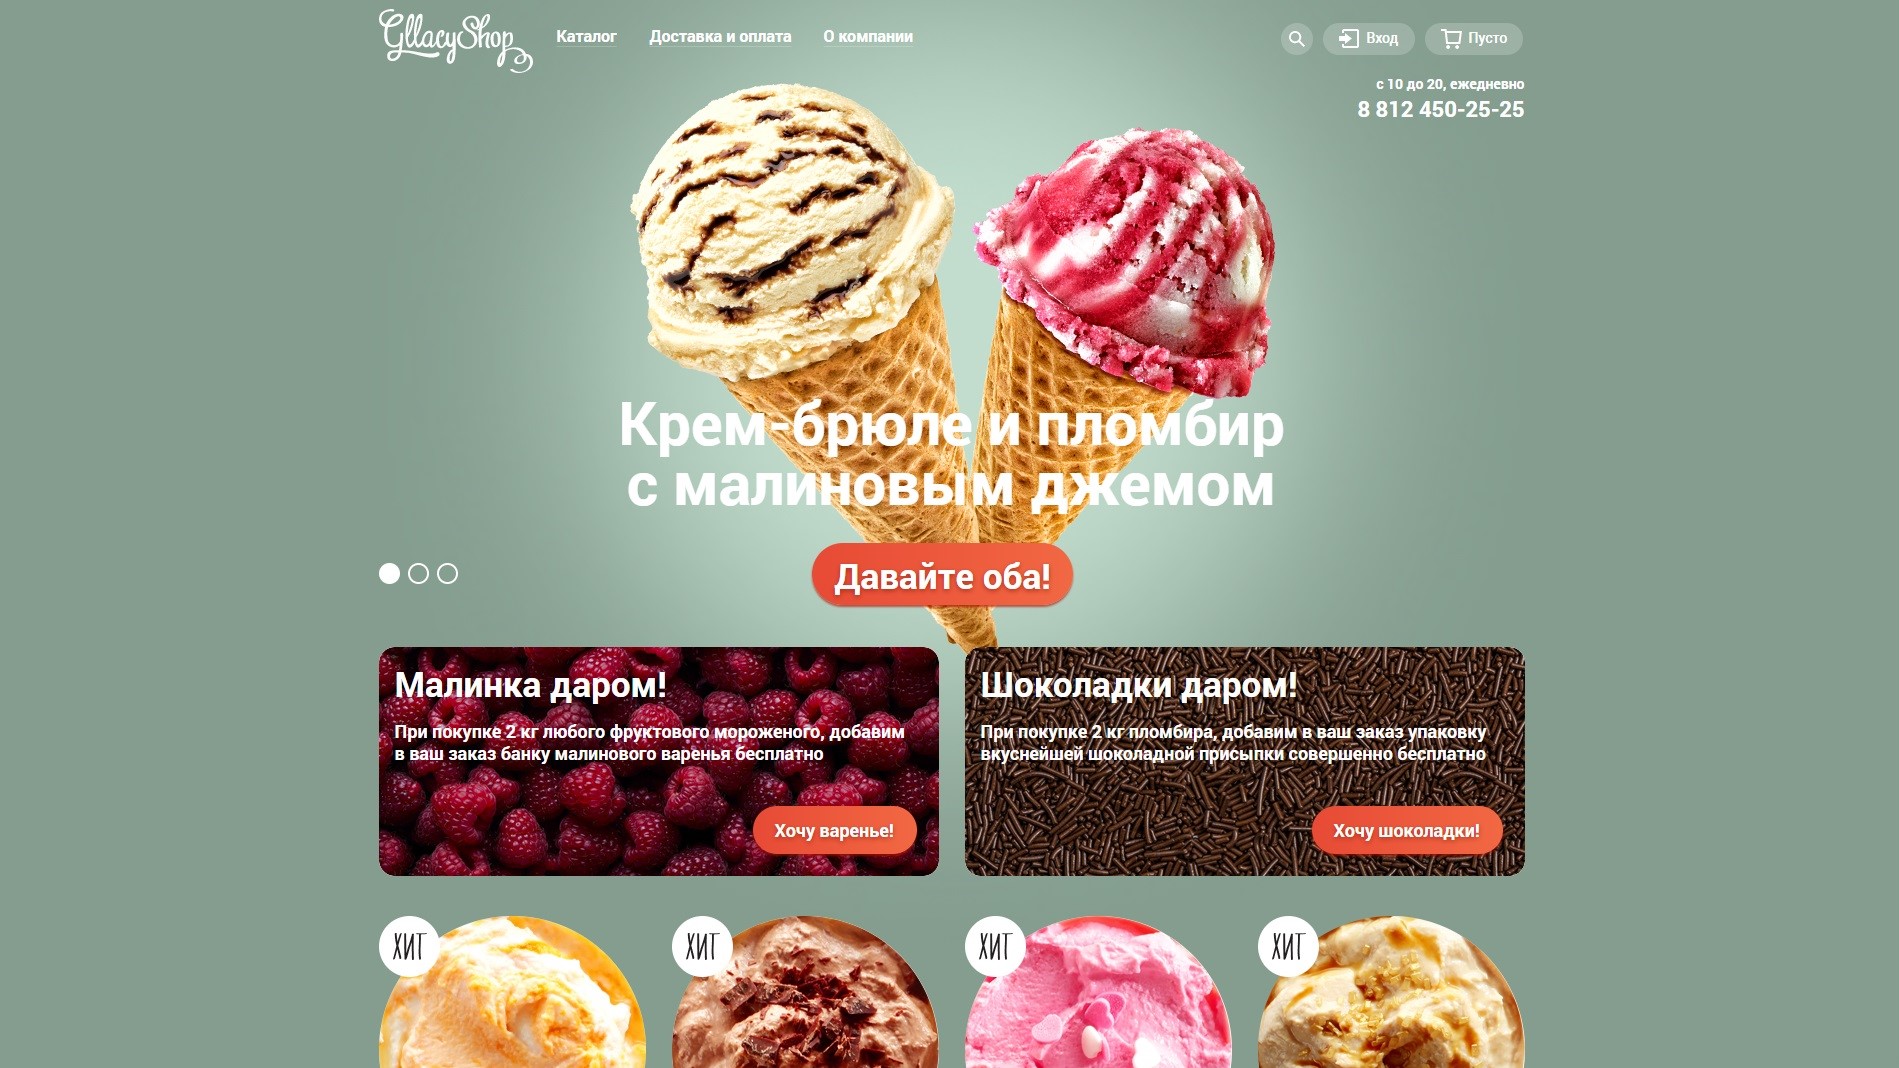 GllacyShop
Каталог
Доставка и оплата
О компании
Вход
Пусто
с 10 до 20, ежедневно
8 812 450-25-25
Крем-брюле и пломбир
с малиновым джемом
Давайте оба!
Малинка даром!
При покупке 2 кг любого фруктового мороженого, добавим
в ваш заказ банку малинового варенья бесплатно
Хочу варенье!
Шоколадки даром!
При покупке 2 кг пломбира, добавим в ваш заказ упаковку
вкуснейшей шоколадной присыпки совершенно бесплатно
Хочу шоколадки!
ХИТ
ХИТ
ХИТ
ХИТ